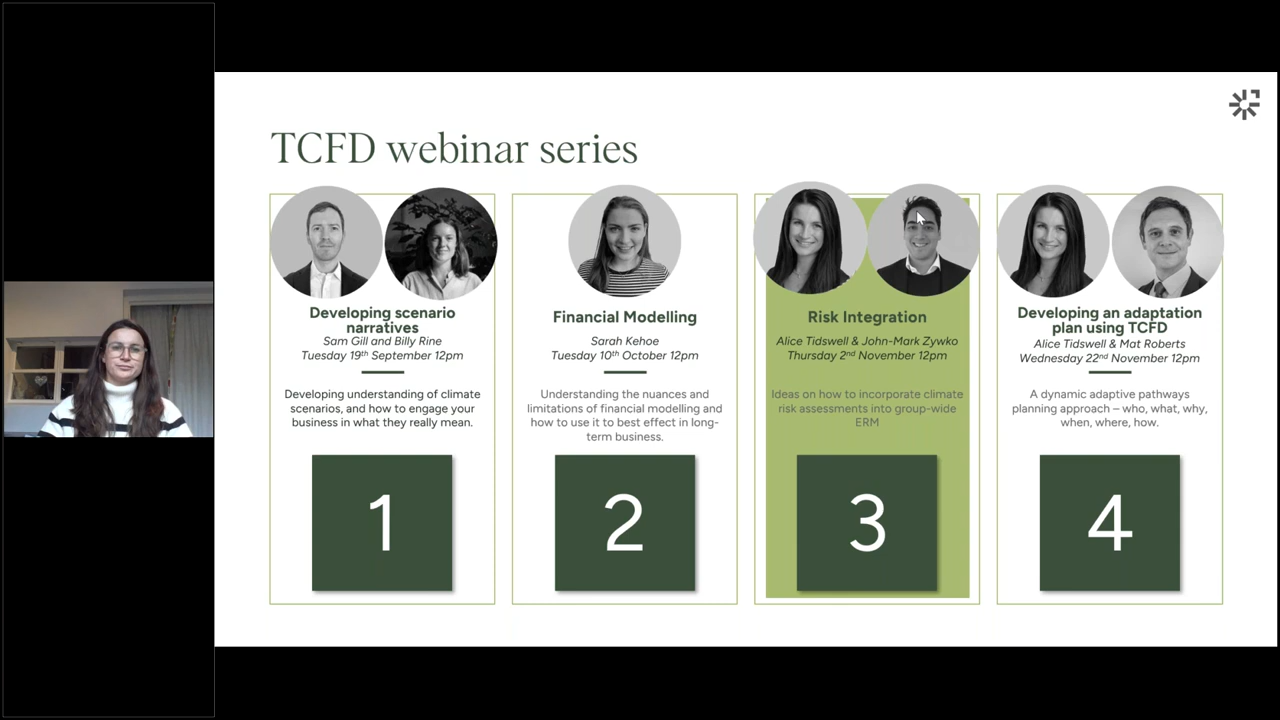 TCFD webinar series
Developing scenario
narratives
Sam Gill and Billy Rine
Tuesday 19th September 12pm
Developing understanding of climate
scenarios, and how to engage your
business in what they really mean.
1
Financial Modelling
Sarah Kehoe
Tuesday 10th October 12pm
Understanding the nuances and
limitations of financial modelling and
how to use it to best effect in long-
term business.
2
Risk Integration
Alice Tidswell & John-Mark Zywko
Thursday 2nd November 12pm
Ideas on how to incorporate climate
risk assessments into group-wide
ERM
3
Developing an adaptation
plan using TCFD
Alice Tidswell & Mat Roberts
Wednesday 22nd November 12pm
A dynamic adaptive pathways
planning approach – who, what, why,
when, where, how.
4